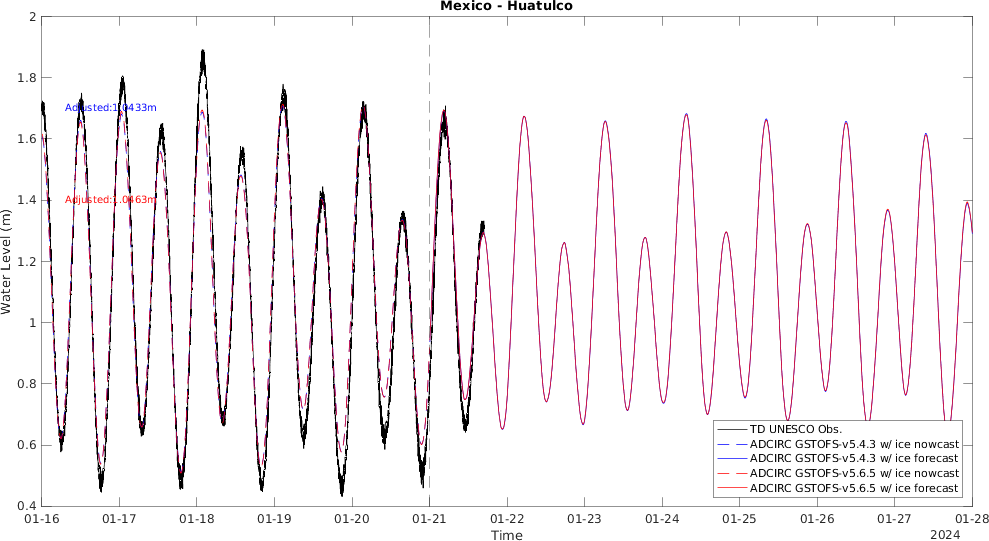 Mexico - Huatulco
2
1.8
1.6
1.4
1.2
1
0.8
0.6
0.4
Water Level (m)
Adjusted:1.0433m
Adjusted:1.0463m
TD UNESCO Obs.
ADCIRC GSTOFS-v5.4.3 w/ ice nowcast
ADCIRC GSTOFS-v5.4.3 w/ ice forecast
ADCIRC GSTOFS-v5.6.5 w/ ice nowcast
ADCIRC GSTOFS-v5.6.5 w/ ice forecast
01-16 01-17 01-18 01-19 01-20 01-21 01-22 01-23 01-24 01-25 01-26 01-27 01-28
Time
2024